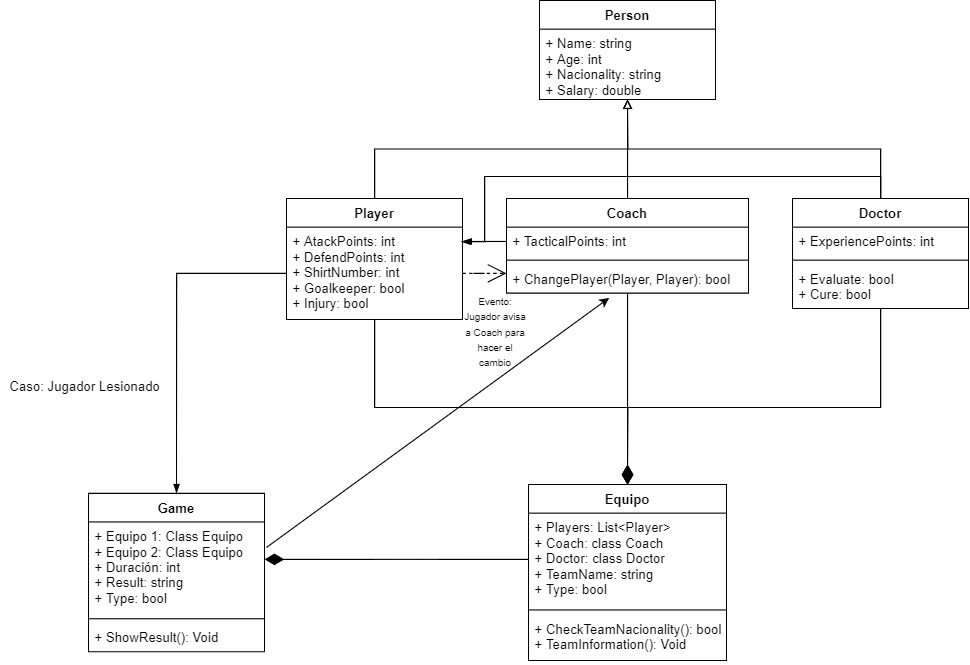 Person
+ Name: string
+ Age: int
+ Nacionality: string
+ Salary: double
Player
+ AtackPoints: int
+ DefendPoints: int
+ ShirtNumber: int
+ Goalkeeper: bool
+ Injury: bool
Coach
+ TacticalPoints: int
+ ChangePlayer(Player, Player): bool
Doctor
+ ExperiencePoints: int
+ Evaluate: bool
+ Cure: bool
Evento:
Jugador avisa
a Coach para
hacer el
cambio
Caso: Jugador Lesionado
Game
+ Equipo 1: Class Equipo
+ Equipo 2: Class Equipo
+ Duración: int
+ Result: string
+ Type: bool
+ ShowResult(): Void
Equipo
+ Players: List<Player>
+ Coach: class Coach
+ Doctor: class Doctor
+ TeamName: string
+ Type: bool
+ CheckTeamNacionality(): bool
+ TeamInformation(): Void